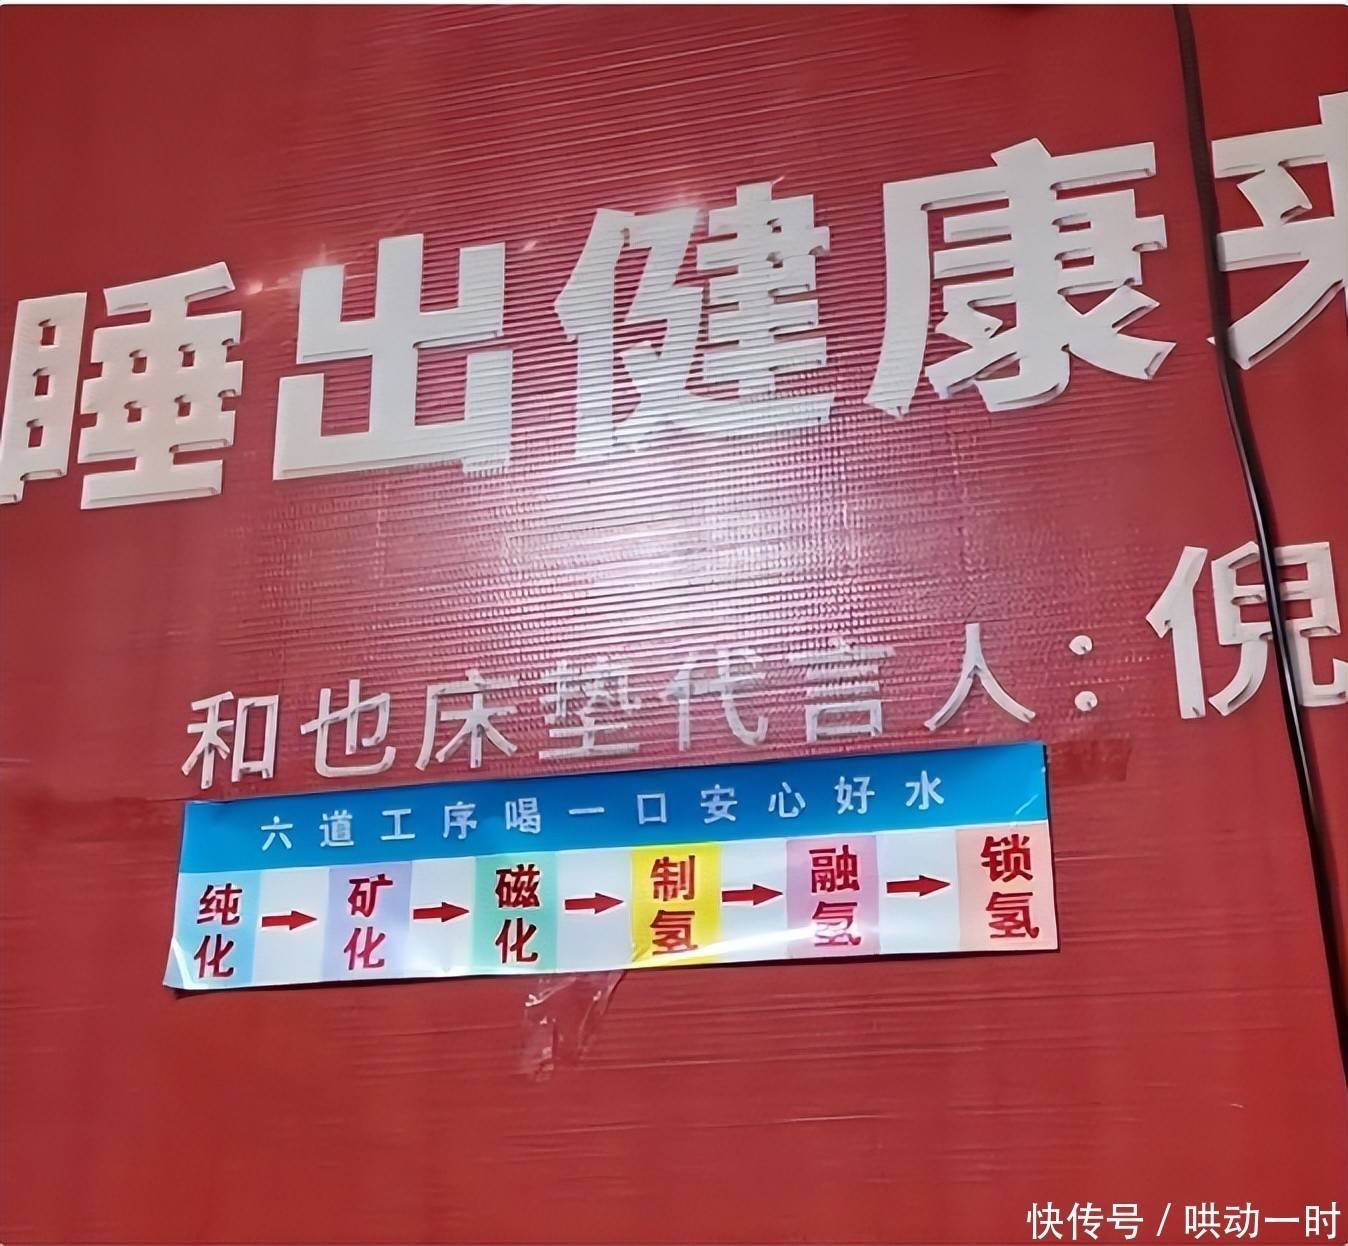 睡出健康来
和也床垫代言人：倪
六道工序喝一口安心好水
纯化→矿化→磁化→制氢→融氢→锁氢
快传号/哄动一时